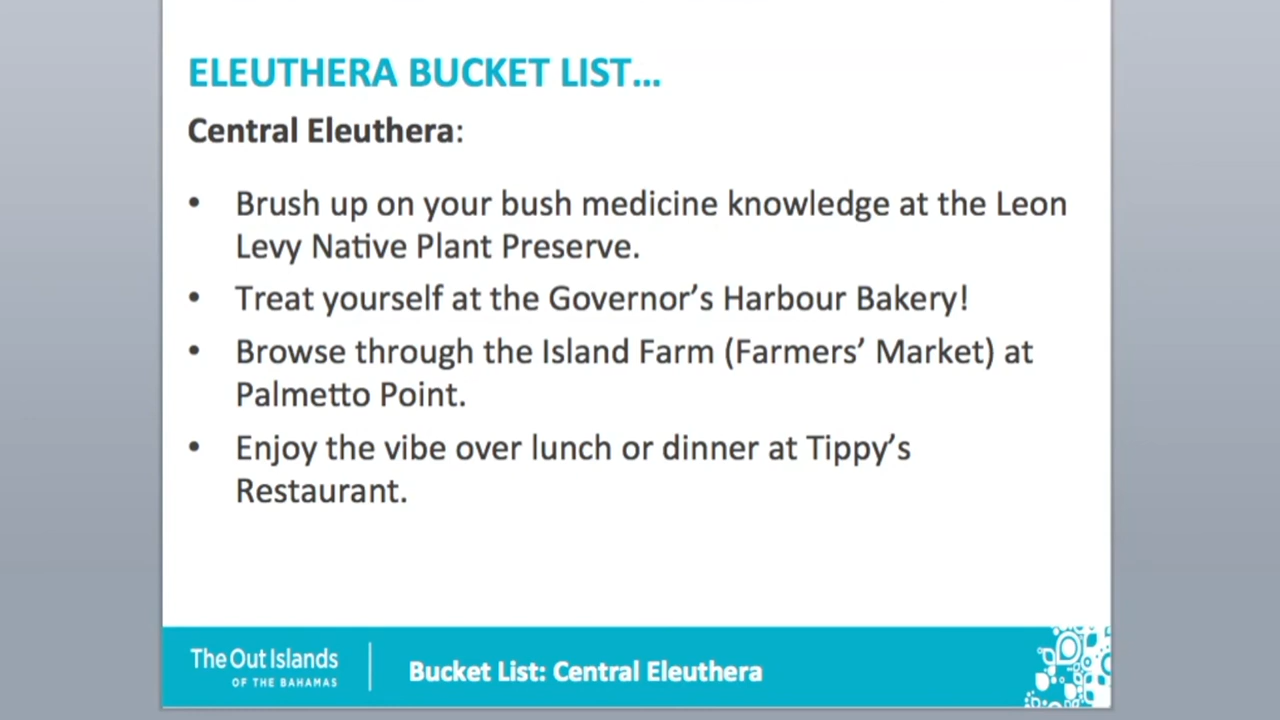 ELEUTHERA BUCKET LIST...
Central Eleuthera:
• Brush up on your bush medicine knowledge at the Leon
Levy Native Plant Preserve.
• Treat yourself at the Governor’s Harbour Bakery!
• Browse through the Island Farm (Farmers’ Market) at
Palmetto Point.
• Enjoy the vibe over lunch or dinner at Tippy’s
Restaurant.
The Out Islands
OF THE BAHAMAS
Bucket List: Central Eleuthera